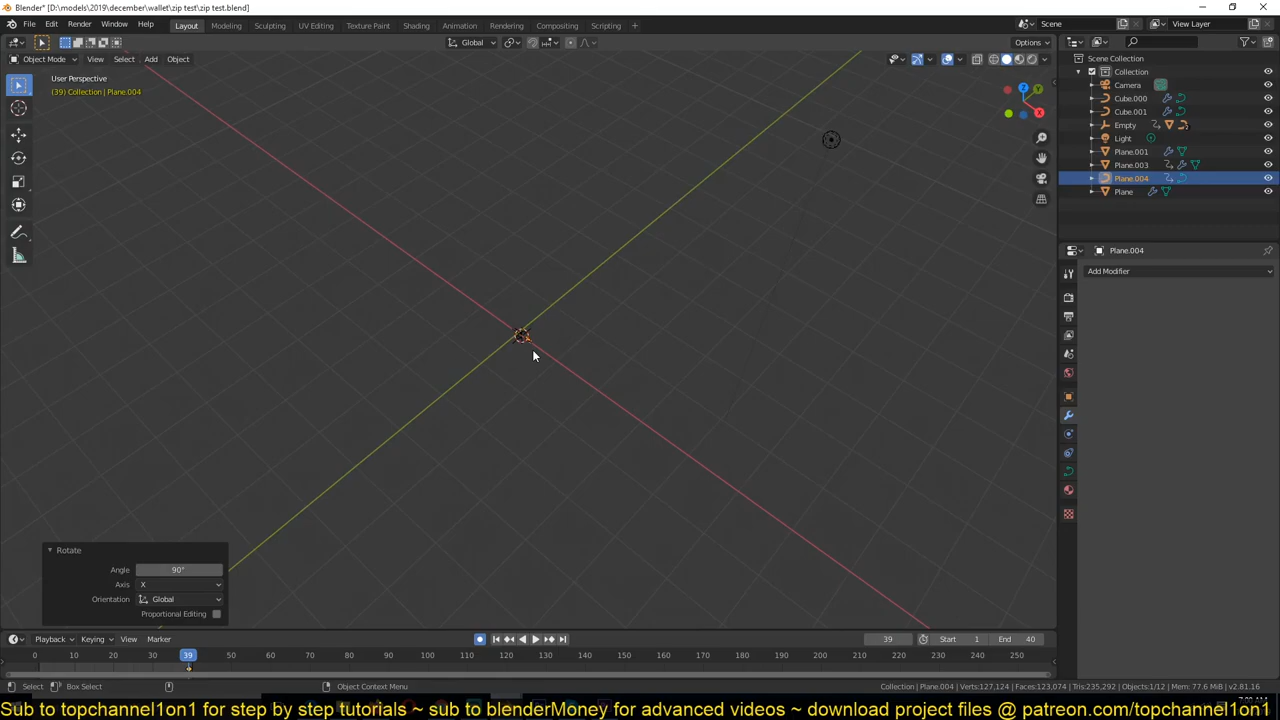 Blender* [D:\models\2019\december\wallet\zip test\zip test.blend]
File Edit Render Window Help Layout Modeling Sculpting UV Editing Texture Paint Shading Animation Rendering Compositing Scripting + Scene View Layer
Global Options
Object Mode View Select Add Object
User Perspective
(39) Collection | Plane.004
Z Y X
Scene Collection
Collection
Camera
Cube.000
Cube.001
Empty
Light
Plane.001
Plane.003
Plane.004
Plane
Plane.004
Add Modifier
Rotate
Angle 90°
Axis X
Orientation Global
Proportional Editing
Playback Keying View Marker 39 Start 1 End 40
0 10 20 30 39 50 60 70 80 90 100 110 120 130 140 150 160 170 180 190 200 210 220 230 240 250
Select Box Select Object Context Menu Collection | Plane.004 | Verts:127,124 | Faces:123,074 | Tris:235,292 | Objects:1/12 | Mem: 77.6 MiB | v2.81.16
Sub to topchannel1on1 for step by step tutorials ~ sub to blenderMoney for advanced videos ~ download project files @ patreon.com/topchannel1on1